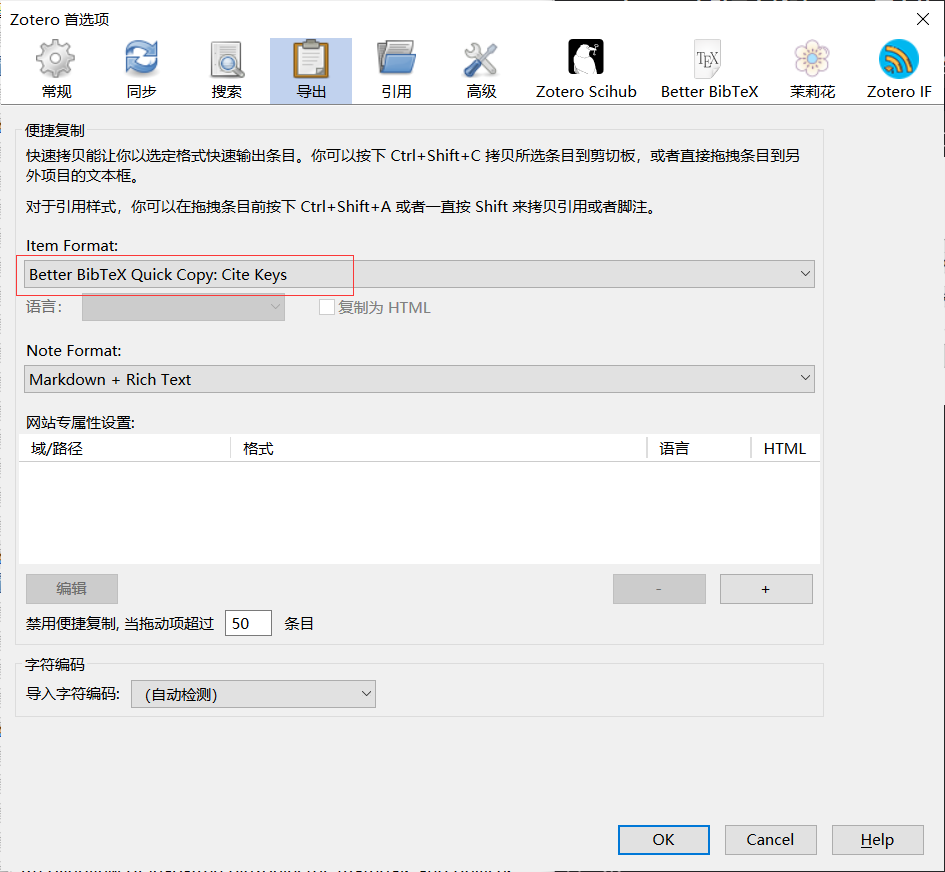 Zotero 首选项
常规 同步 搜索 导出 引用 高级 Zotero Scihub Better BibTeX 茉莉花 Zotero IF
TEX
便捷复制
快速拷贝能让你以选定格式快速输出条目。你可以按下 Ctrl+Shift+C 拷贝所选条目到剪切板，或者直接拖拽条目到另
外项目的文本框。
对于引用样式，你可以在拖拽条目前按下 Ctrl+Shift+A 或者一直按 Shift 来拷贝引用或者脚注。
Item Format:
Better BibTeX Quick Copy: Cite Keys
语言: 复制为 HTML
Note Format:
Markdown + Rich Text
网站专属性设置:
域/路径 格式 语言 HTML
编辑 - +
禁用便捷复制, 当拖动项超过 50 条目
字符编码
导入字符编码: (自动检测)
OK Cancel Help